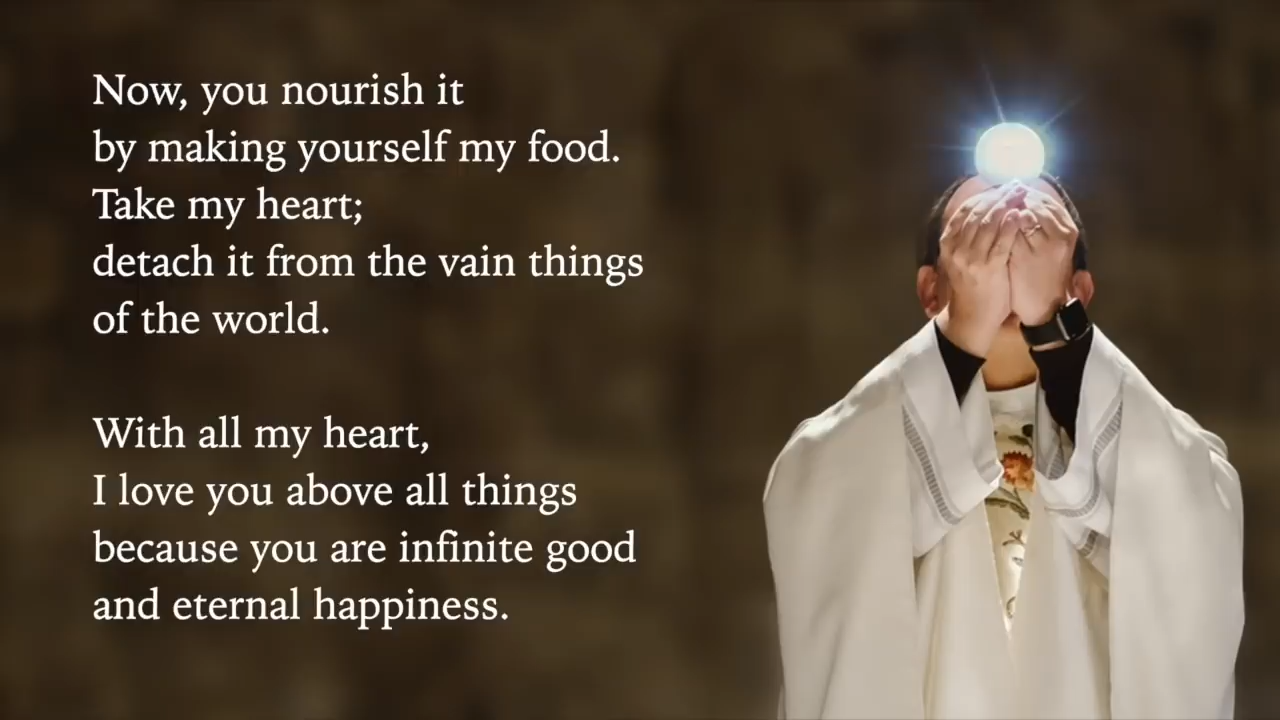 Now, you nourish it
by making yourself my food.
Take my heart;
detach it from the vain things
of the world.
With all my heart,
I love you above all things
because you are infinite good
and eternal happiness.